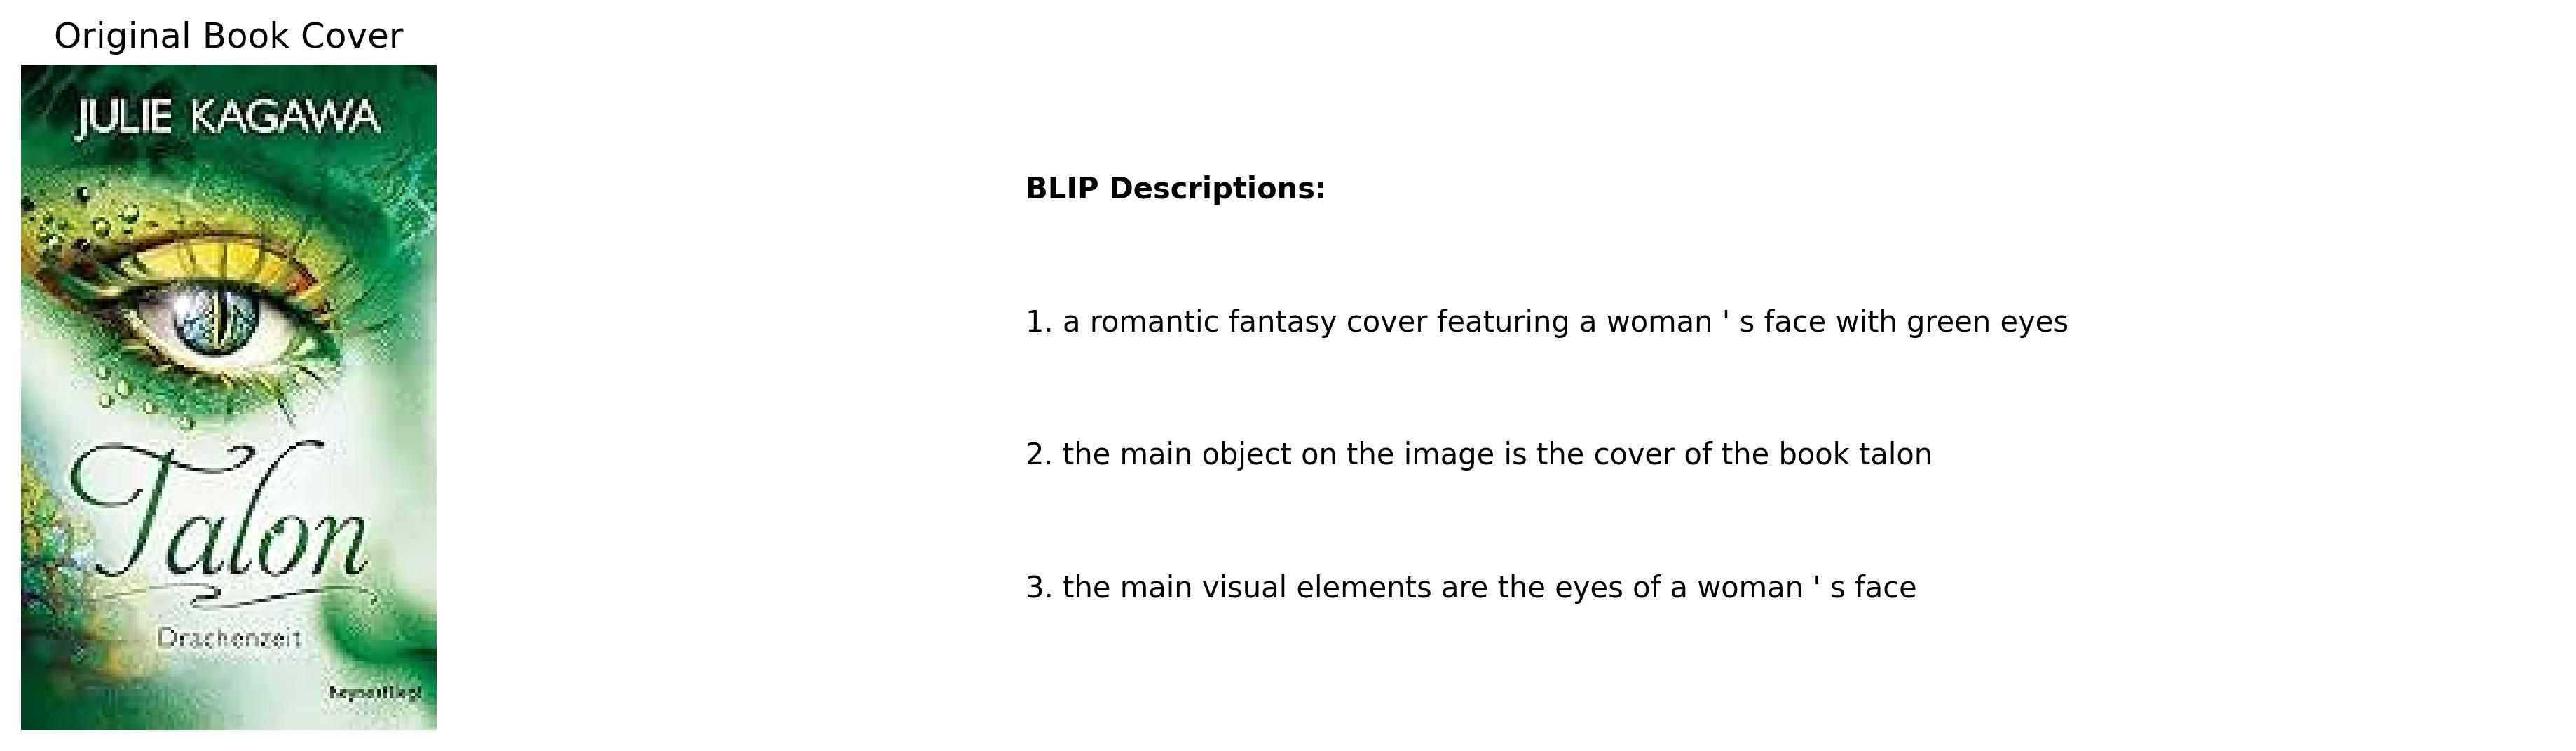 Original Book Cover
JULIE KAGAWA
Talon
Drachenzeit
BLIP Descriptions:
1. a romantic fantasy cover featuring a woman ' s face with green eyes
2. the main object on the image is the cover of the book talon
3. the main visual elements are the eyes of a woman ' s face